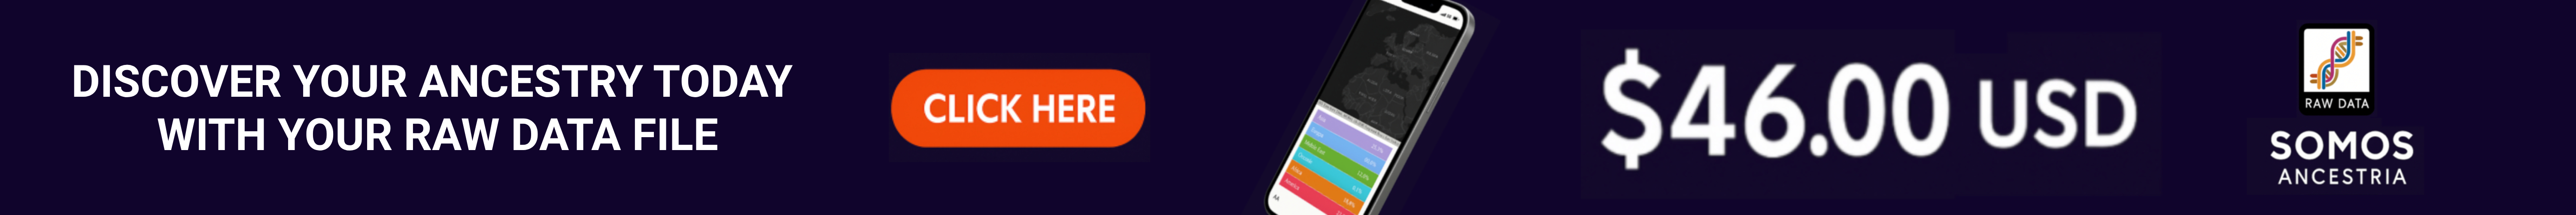 DISCOVER YOUR ANCESTRY TODAY
WITH YOUR RAW DATA FILE
CLICK HERE
$46.00 USD
RAW DATA
SOMOS
ANCESTRIA